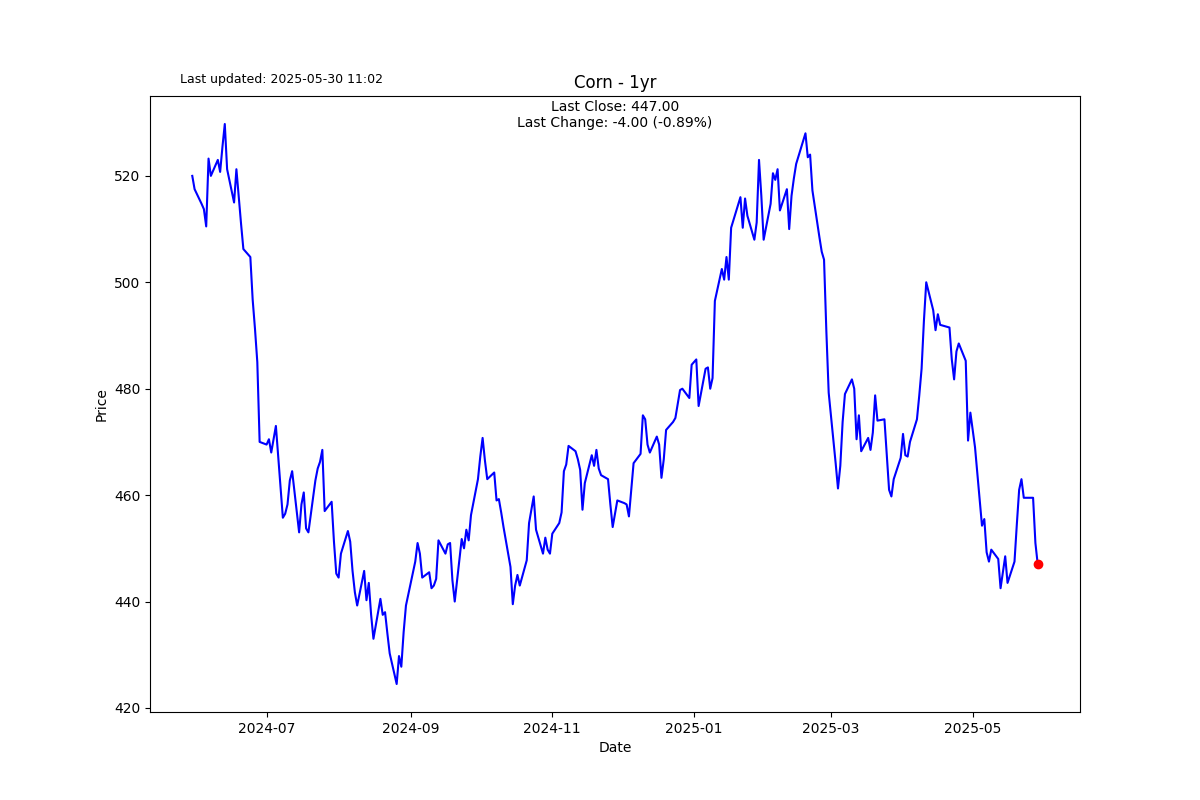 Last updated: 2025-05-30 11:02
Corn - 1yr
Last Close: 447.00
Last Change: -4.00 (-0.89%)
Price
520
500
480
460
440
420
2024-07 2024-09 2024-11 2025-01 2025-03 2025-05
Date